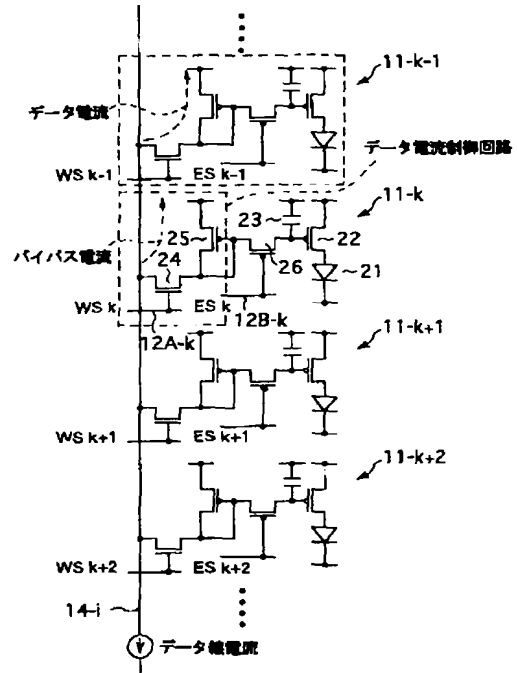 11-k-1
データ電流
データ電流制御回路
WS k-1
ES k-1
11-k
23
22
25
バイパス電流
24
26
21
WS k
ES k
12A-k
12B-k
11-k+1
WS k+1
ES k+1
11-k+2
WS k+2
ES k+2
14-i
データ線電流